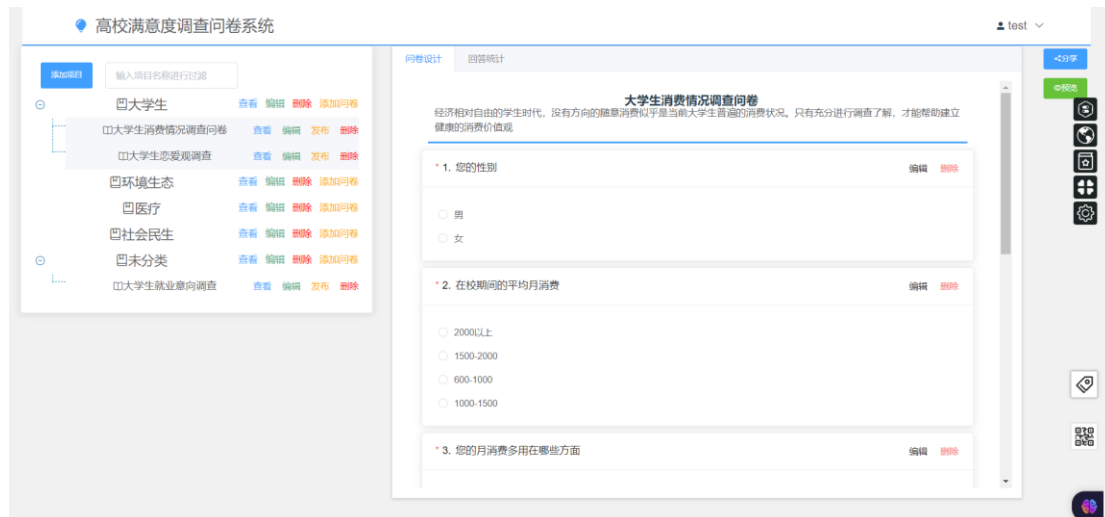 高校满意度调查问卷系统
test
添加项目
输入项目名称进行过滤
大学生 查看 编辑 删除 添加问卷
大学生消费情况调查问卷 查看 编辑 发布 删除
大学生恋爱观调查 查看 编辑 发布 删除
环境生态 查看 编辑 删除 添加问卷
医疗 查看 编辑 删除 添加问卷
社会民生 查看 编辑 删除 添加问卷
未分类 查看 编辑 删除 添加问卷
大学生就业意向调查 查看 编辑 发布 删除
问卷设计 回答统计
大学生消费情况调查问卷
经济相对自由的学生时代，没有方向的随意消费似乎是当前大学生普遍的消费状况。只有充分进行调查了解，才能帮助建立
健康的消费价值观
* 1. 您的性别 编辑 删除
男
女
* 2. 在校期间的平均月消费 编辑 删除
2000以上
1500-2000
600-1000
1000-1500
* 3. 您的月消费多用在哪些方面 编辑 删除
分享
预览